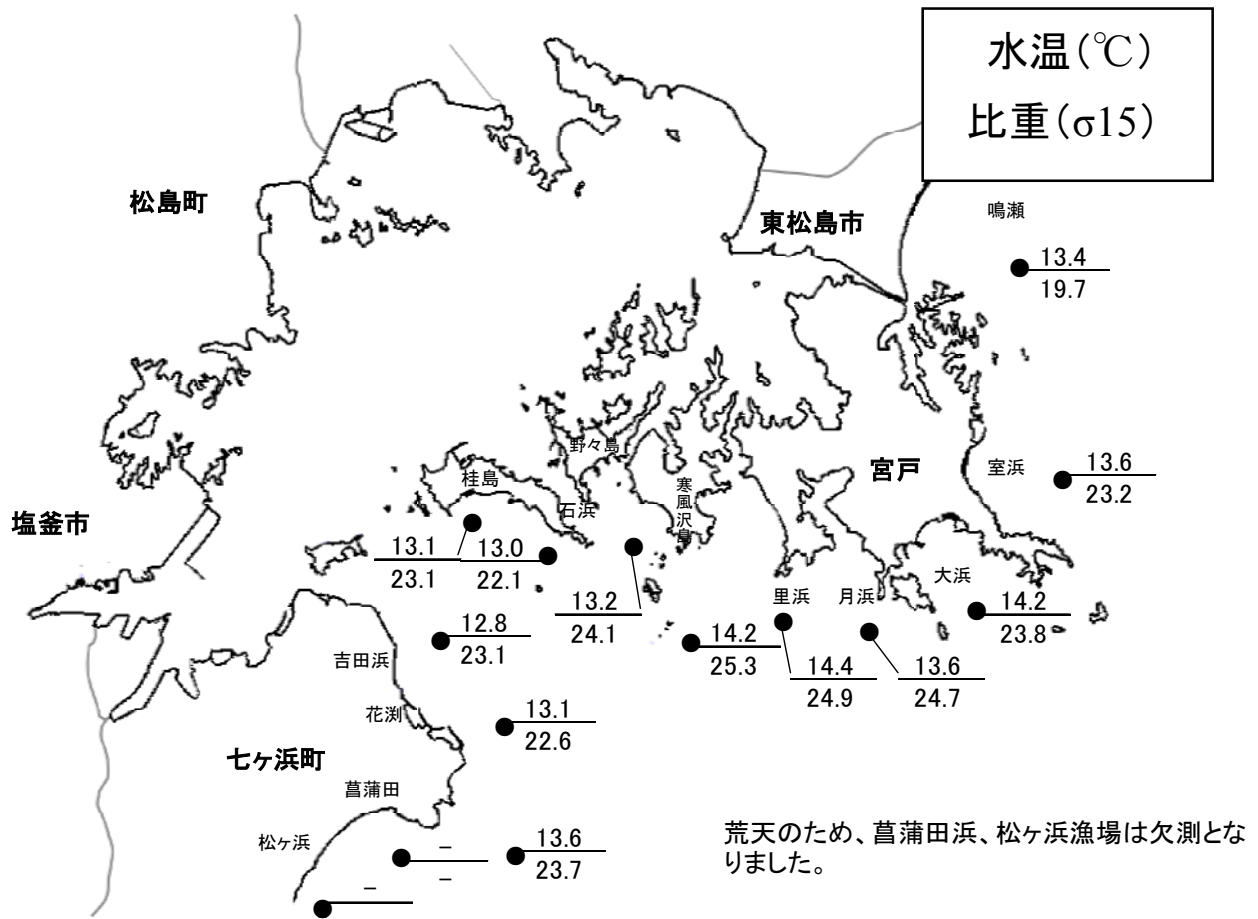 水温(℃)
比重(σ15)
鳴瀬
松島町
東松島市
13.4
19.7
野々島
宮戸
室浜
13.6
23.2
桂島
石浜
寒風沢島
塩釜市
13.1
23.1
13.0
22.1
大浜
13.2
24.1
里浜
月浜
14.2
23.8
12.8
23.1
14.2
25.3
吉田浜
14.4
24.9
13.6
24.7
花渕
13.1
22.6
七ヶ浜町
菖蒲田
松ヶ浜
荒天のため、菖蒲田浜、松ヶ浜漁場は欠測とな
りました。
13.6
23.7
–
–
–